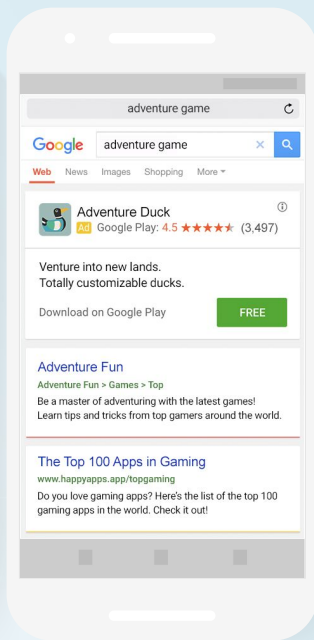 adventure game
Google adventure game
Web News Images Shopping More
Adventure Duck
Ad Google Play: 4.5 (3,497)
Venture into new lands.
Totally customizable ducks.
Download on Google Play FREE
Adventure Fun
Adventure Fun > Games > Top
Be a master of adventuring with the latest games!
Learn tips and tricks from top gamers around the world.
The Top 100 Apps in Gaming
www.happyapps.app/topgaming
Do you love gaming apps? Here's the list of the top 100
gaming apps in the world. Check it out!